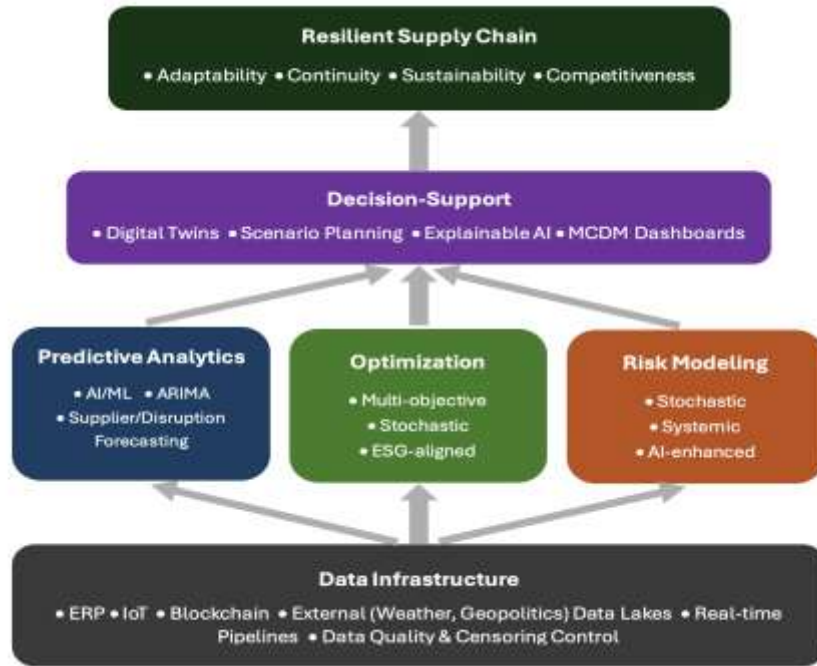 Resilient Supply Chain
• Adaptability • Continuity • Sustainability • Competitiveness
Decision-Support
• Digital Twins • Scenario Planning • Explainable AI • MCDM Dashboards
Predictive Analytics
• AI/ML • ARIMA
• Supplier/Disruption
Forecasting
Optimization
• Multi-objective
• Stochastic
• ESG-aligned
Risk Modeling
• Stochastic
• Systemic
• AI-enhanced
Data Infrastructure
• ERP • IoT • Blockchain • External (Weather, Geopolitics) Data Lakes • Real-time
Pipelines • Data Quality & Censoring Control